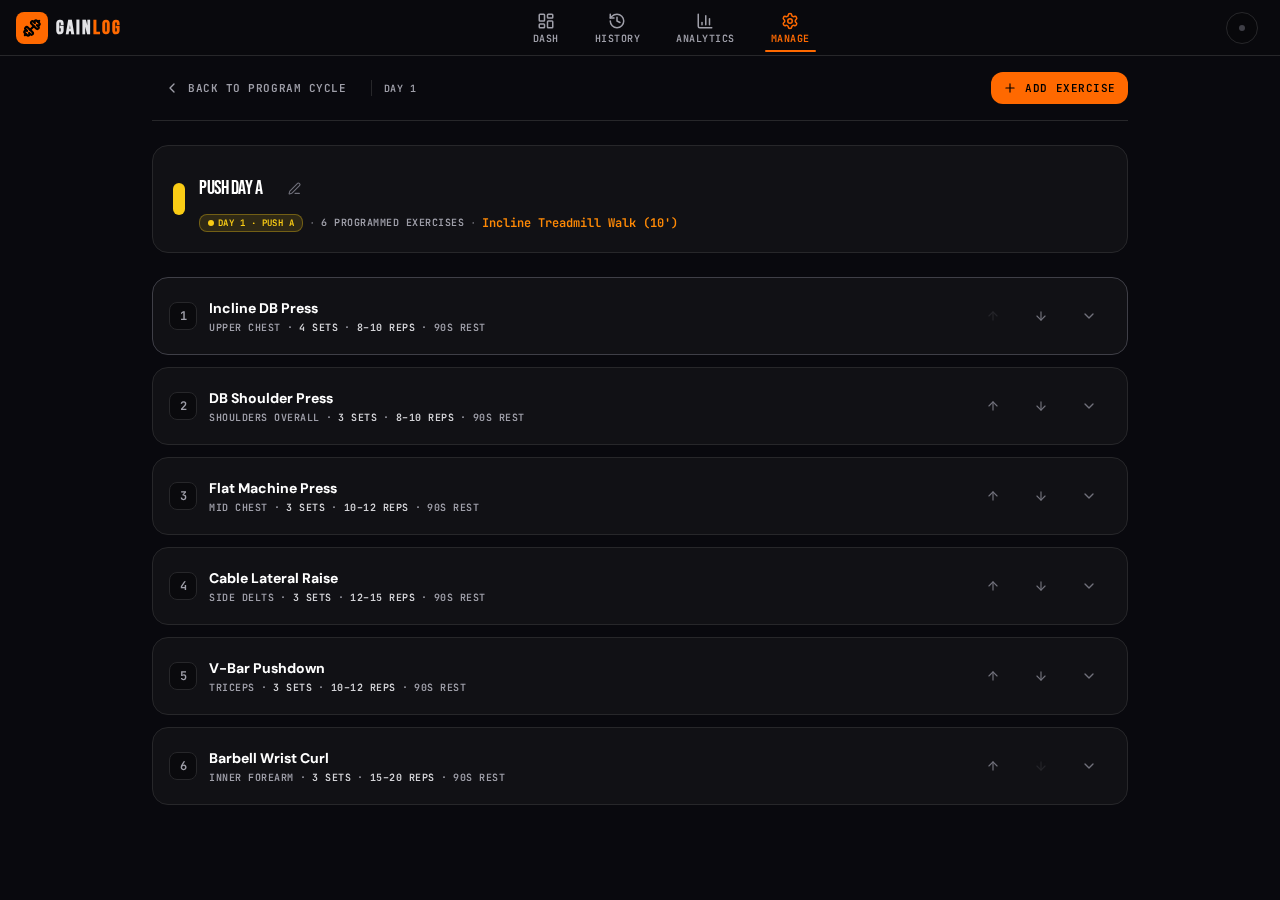 GAINLOG
DASH HISTORY ANALYTICS MANAGE
BACK TO PROGRAM CYCLE DAY 1 ADD EXERCISE
PUSH DAY A
DAY 1 · PUSH A · 6 PROGRAMMED EXERCISES · Incline Treadmill Walk (10')
1 Incline DB Press
UPPER CHEST · 4 SETS · 8–10 REPS · 90S REST
2 DB Shoulder Press
SHOULDERS OVERALL · 3 SETS · 8–10 REPS · 90S REST
3 Flat Machine Press
MID CHEST · 3 SETS · 10–12 REPS · 90S REST
4 Cable Lateral Raise
SIDE DELTS · 3 SETS · 12–15 REPS · 90S REST
5 V-Bar Pushdown
TRICEPS · 3 SETS · 10–12 REPS · 90S REST
6 Barbell Wrist Curl
INNER FOREARM · 3 SETS · 15–20 REPS · 90S REST